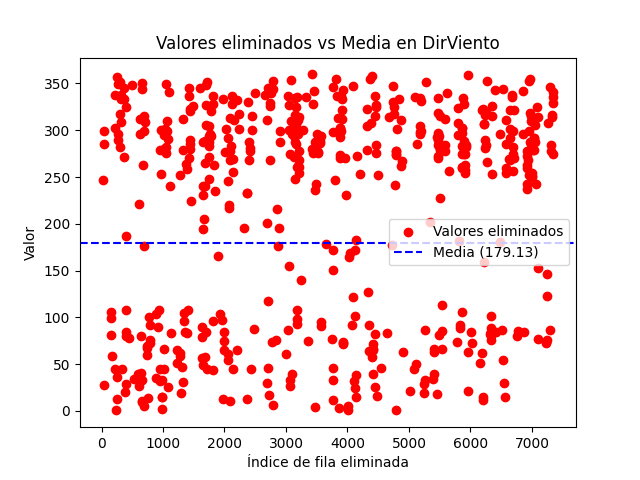 Valores eliminados vs Media en DirViento
Valor
350
300
250
200
150
100
50
0
Valores eliminados
Media (179.13)
0 1000 2000 3000 4000 5000 6000 7000
Índice de fila eliminada